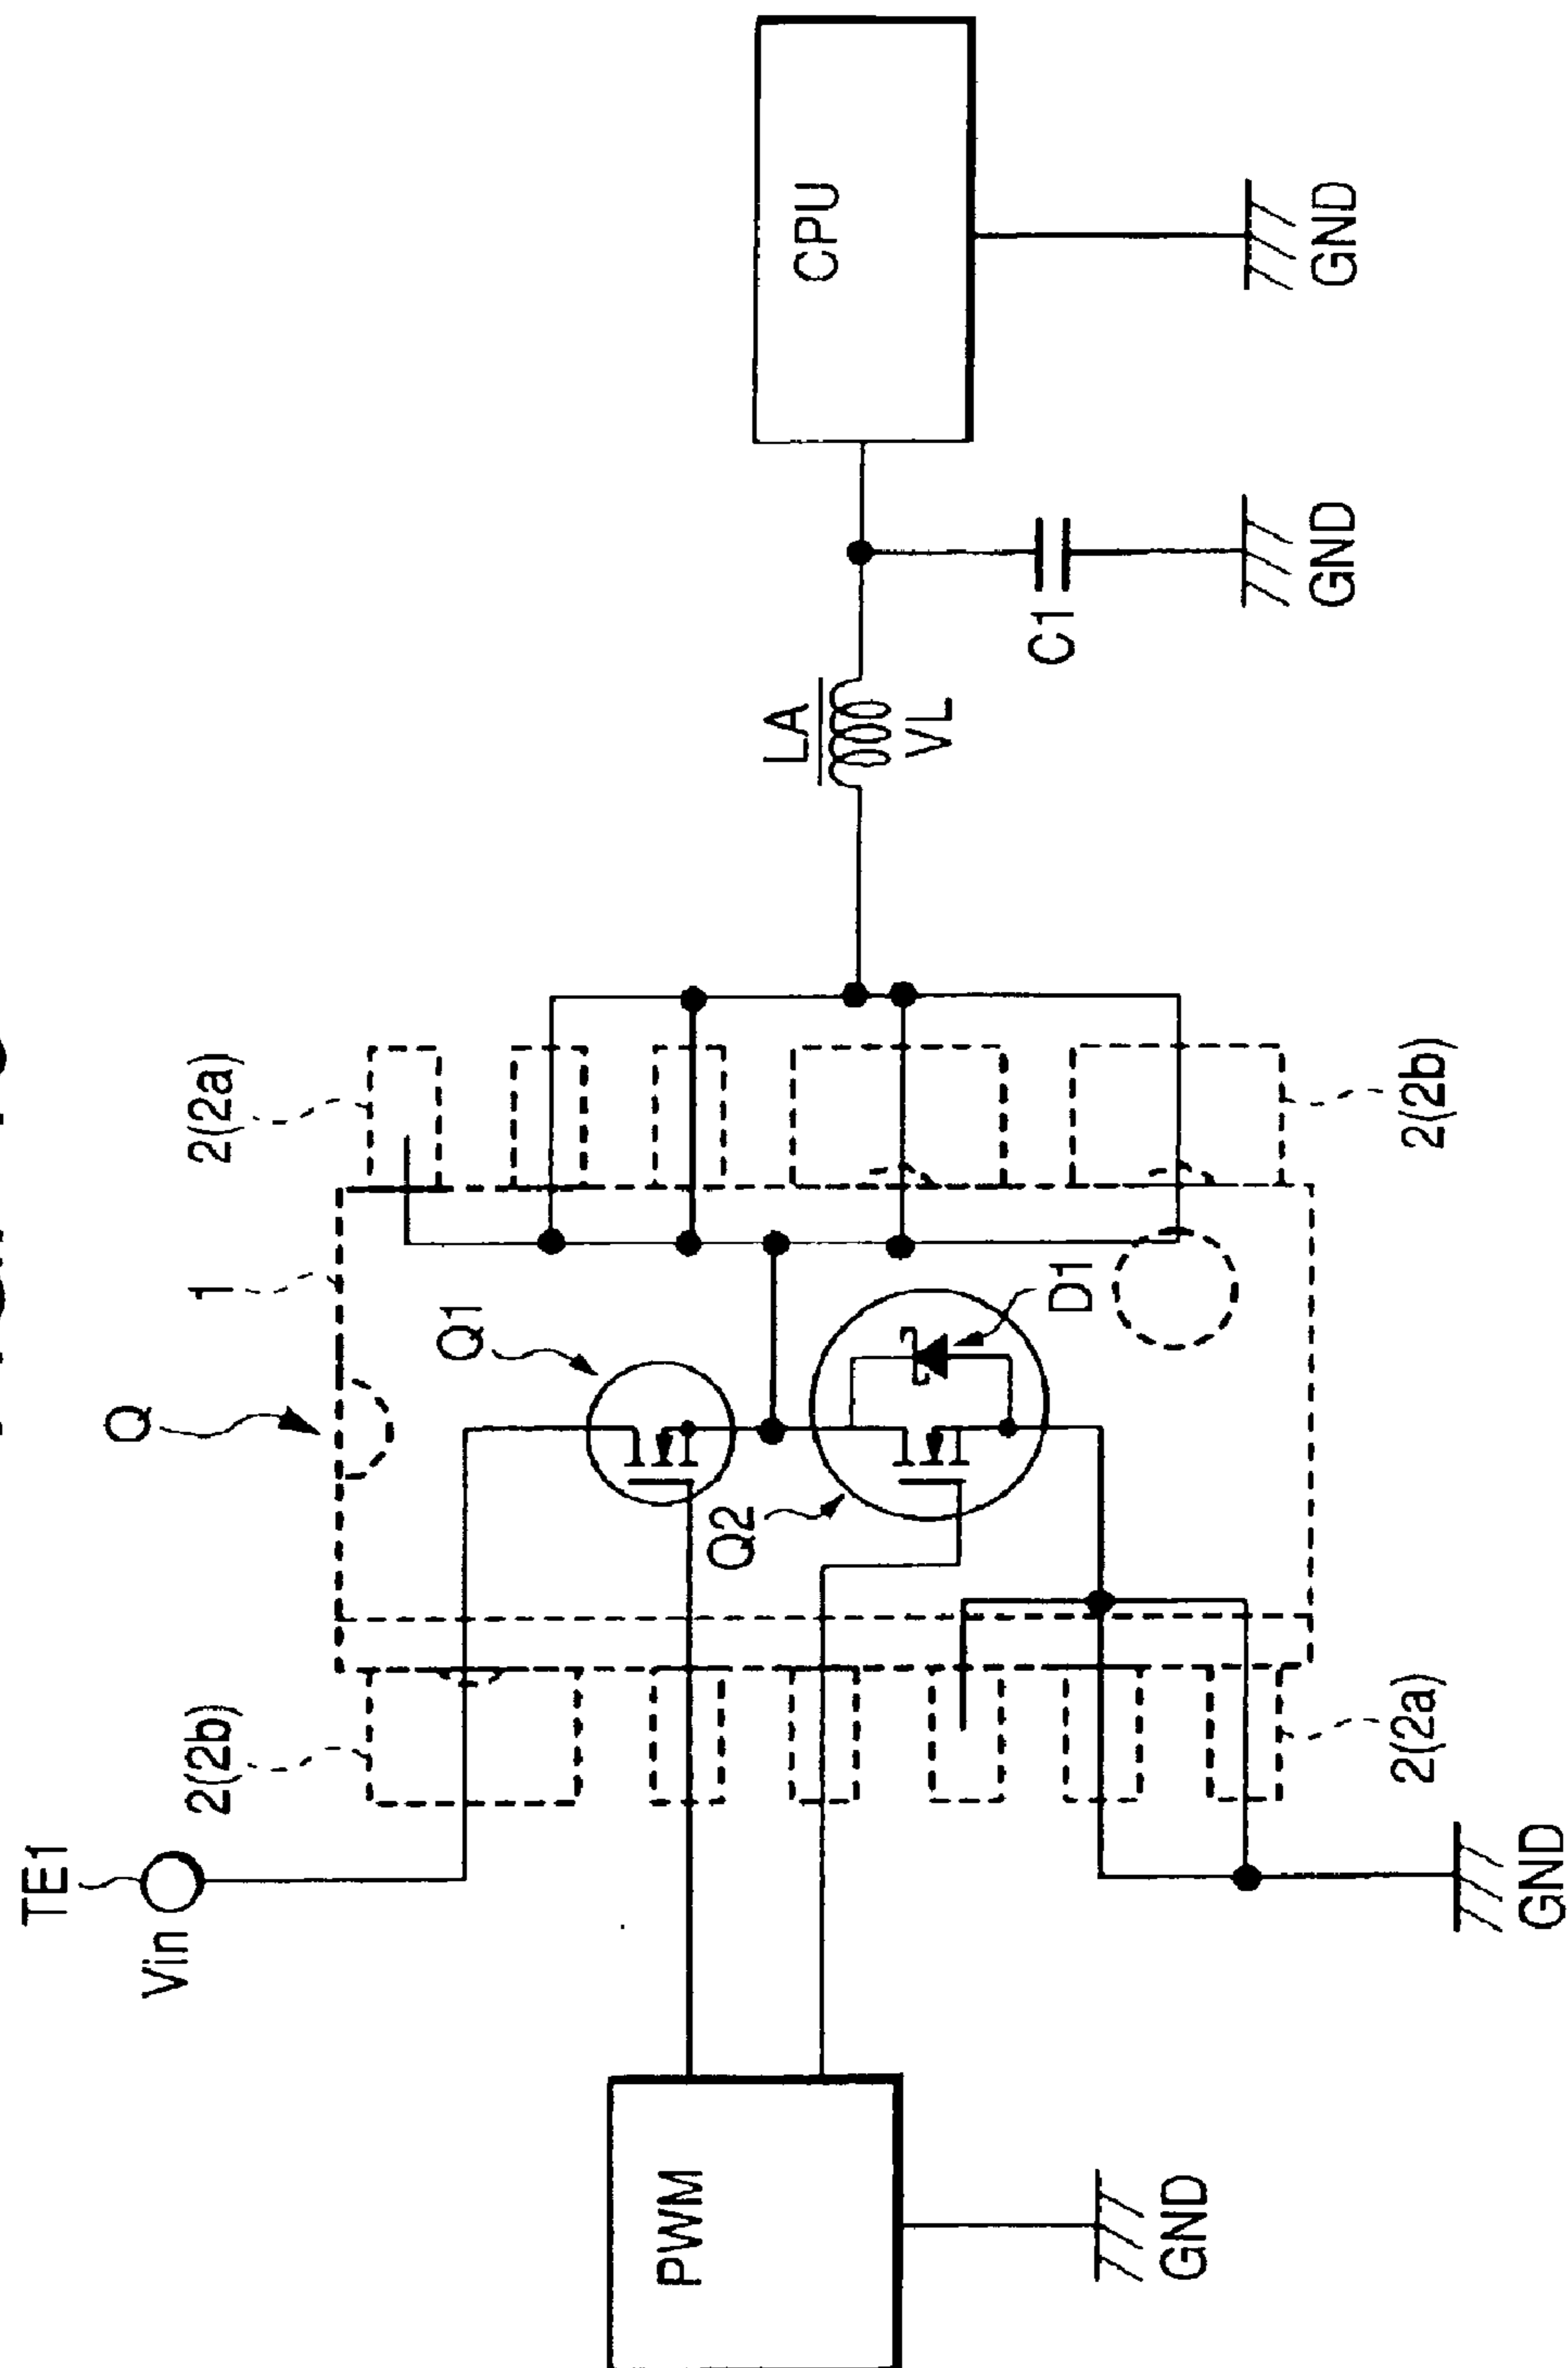 TE1
Vin
2(2b)
Q
1
2(2a)
Q1
Q2
D1
PWM
LA
VL
C1
CPU
2(2a)
2(2b)
GND
GND
GND
GND